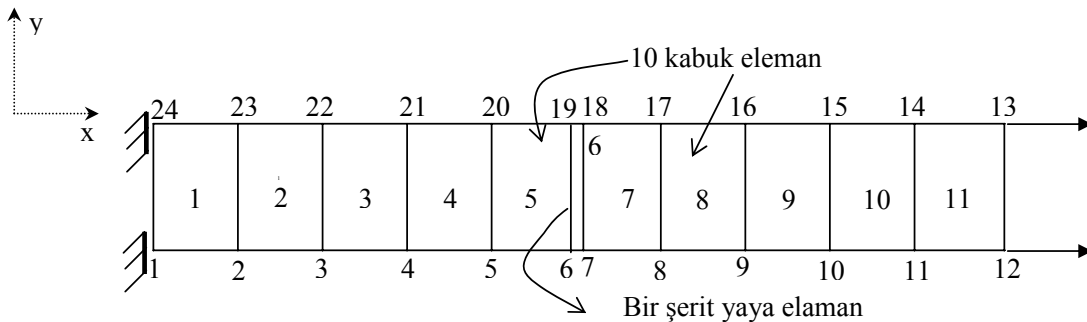 y
10 kabuk eleman
24 23 22 21 20 19 18 17 16 15 14 13
x
6
1 2 3 4 5 7 8 9 10 11
1 2 3 4 5 6 7 8 9 10 11 12
Bir şerit yaya elaman